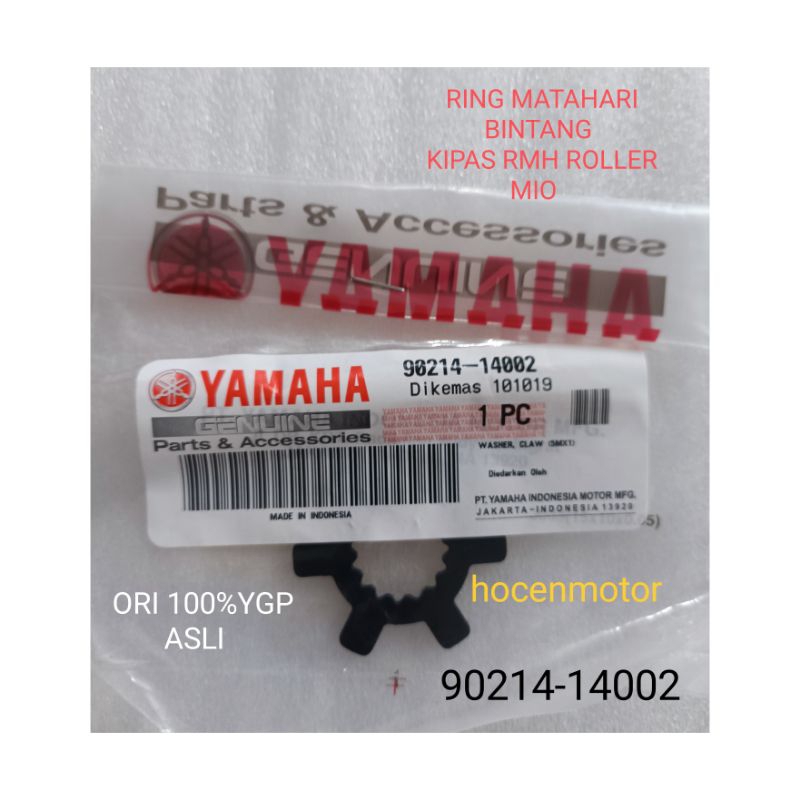 RING MATAHARI
BINTANG
KIPAS RMH ROLLER
MIO
Parts & Accessories
GENUINE
YAMAHA
YAMAHA
GENUINE
Parts & Accessories
90214-14002
Dikemas 101019
1 PC
WASHER, CLAW (5MX1)
Diedarkan Oleh
PT. YAMAHA INDONESIA MOTOR MFG.
JAKARTA-INDONESIA 13920
MADE IN INDONESIA
ORI 100%YGP
ASLI
hocenmotor
90214-14002